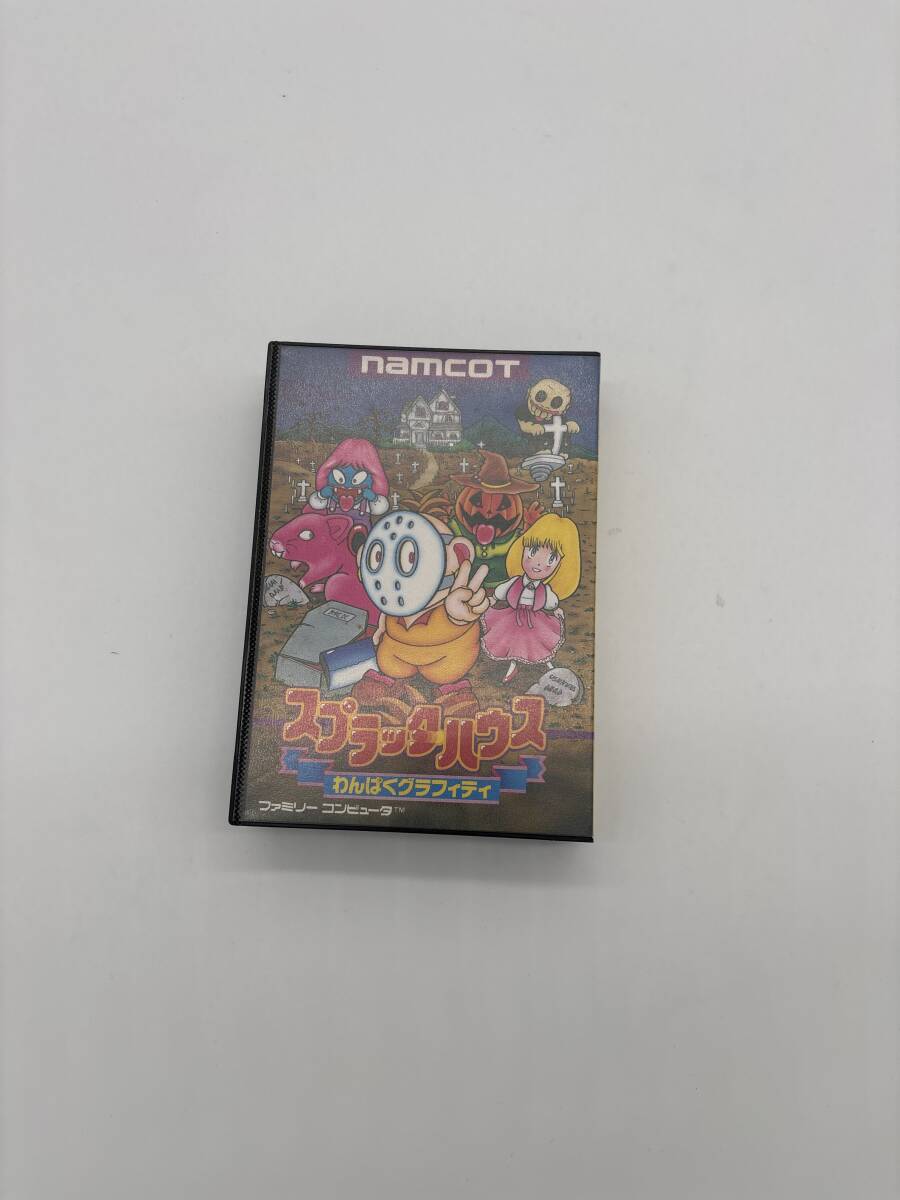 namcot
スプラッターハウス
わんぱくグラフィティ
ファミリー コンピュータ™